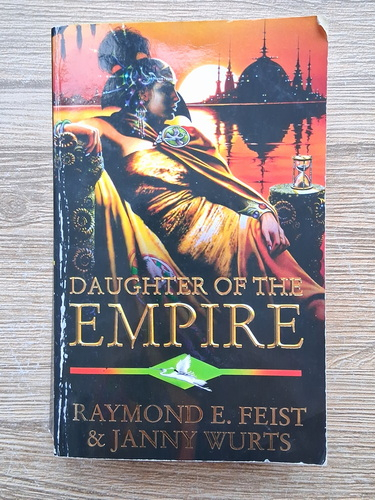 DAUGHTER OF THE
EMPIRE
RAYMOND E. FEIST
& JANNY WURTS